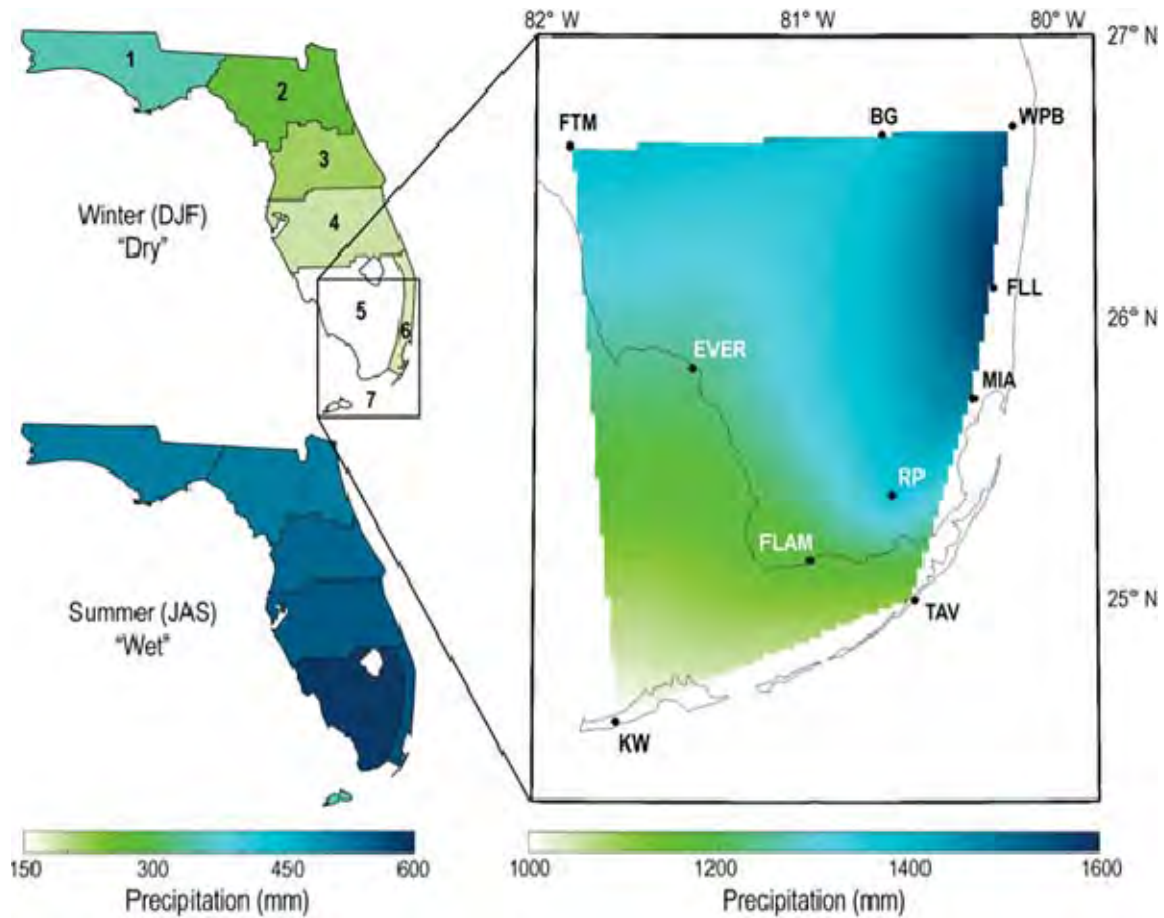 82° W
81° W
80° W
27° N
1
2
FTM
BG
WPB
3
Winter (DJF)
"Dry"
4
5
6
FLL
26° N
EVER
7
MIA
RP
FLAM
Summer (JAS)
"Wet"
25° N
TAV
KW
150
300
450
600
1000
1200
1400
1600
Precipitation (mm)
Precipitation (mm)